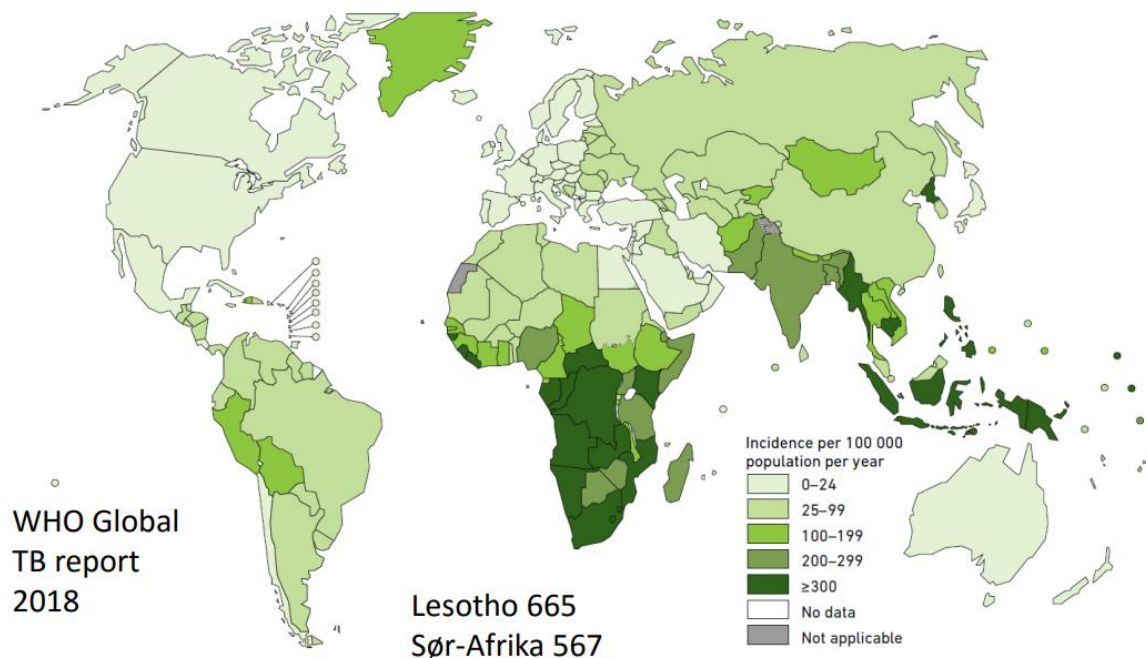 Incidence per 100 000
population per year
0–24
25–99
100–199
200–299
≥300
No data
Not applicable
WHO Global
TB report
2018
Lesotho 665
Sør-Afrika 567